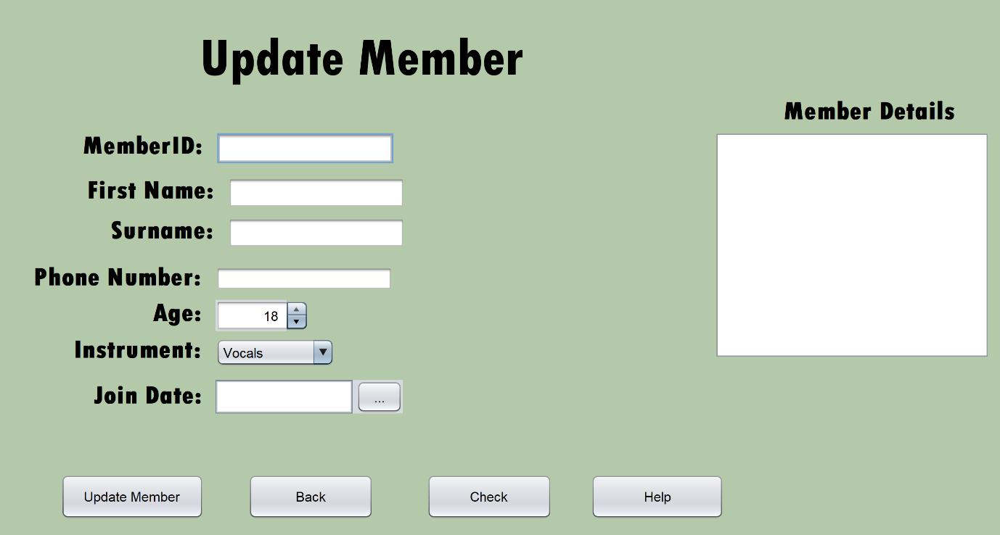 Update Member
Member Details
MemberID:
First Name:
Surname:
Phone Number:
Age: 18
Instrument: Vocals
Join Date: ...
Update Member Back Check Help